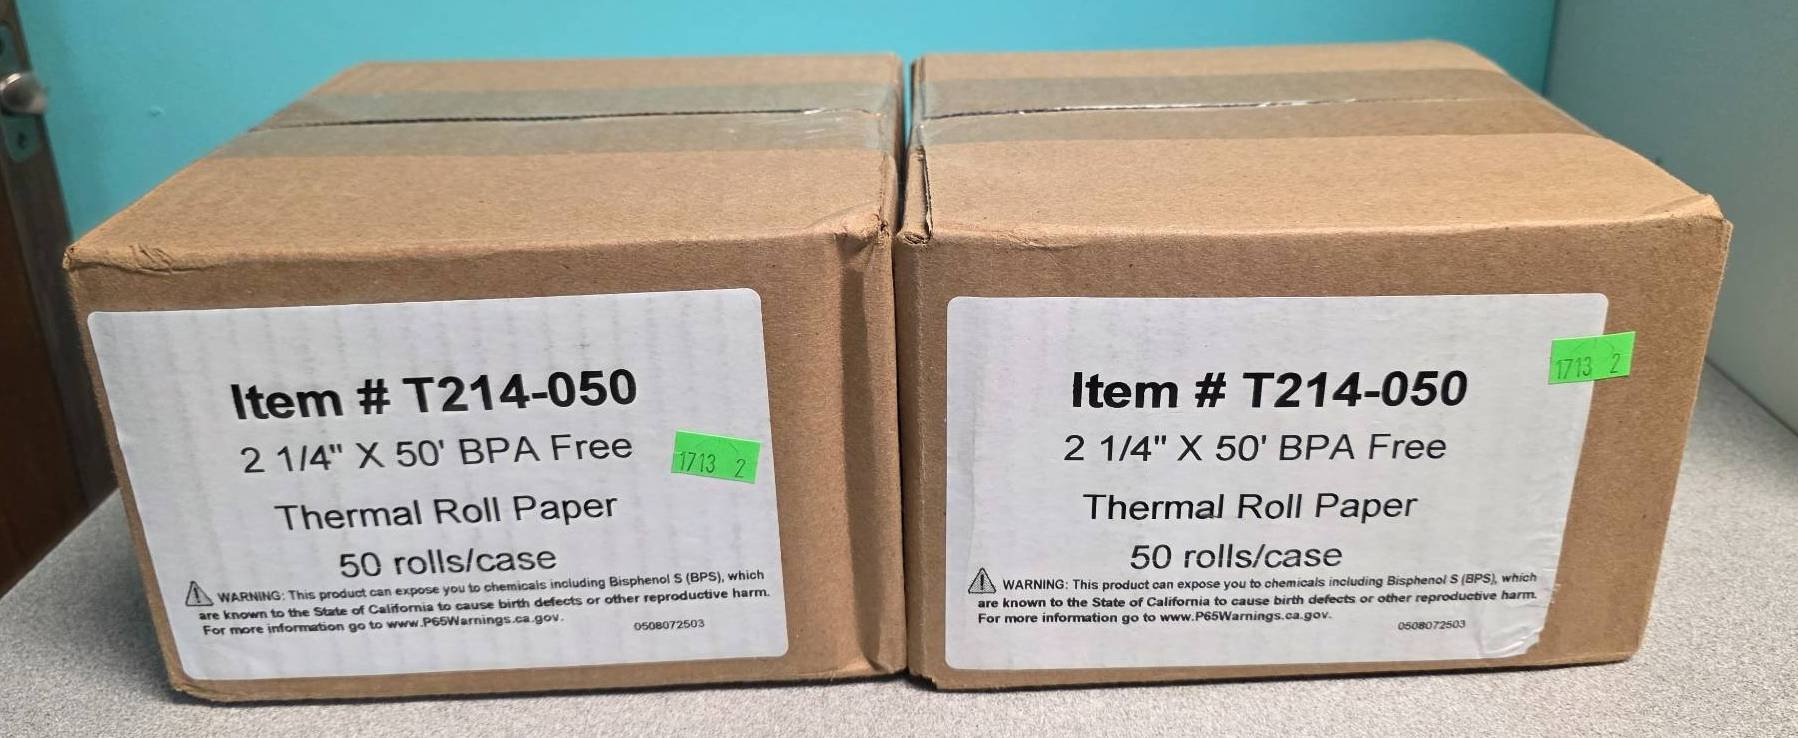 Item # T214-050
2 1/4" X 50' BPA Free
Thermal Roll Paper
50 rolls/case
WARNING: This product can expose you to chemicals including Bisphenol S (BPS), which
are known to the State of California to cause birth defects or other reproductive harm.
For more information go to www.P65Warnings.ca.gov.
0508072503
1713 2
Item # T214-050
2 1/4" X 50' BPA Free
Thermal Roll Paper
50 rolls/case
WARNING: This product can expose you to chemicals including Bisphenol S (BPS), which
are known to the State of California to cause birth defects or other reproductive harm.
For more information go to www.P65Warnings.ca.gov.
0508072503
1713 2